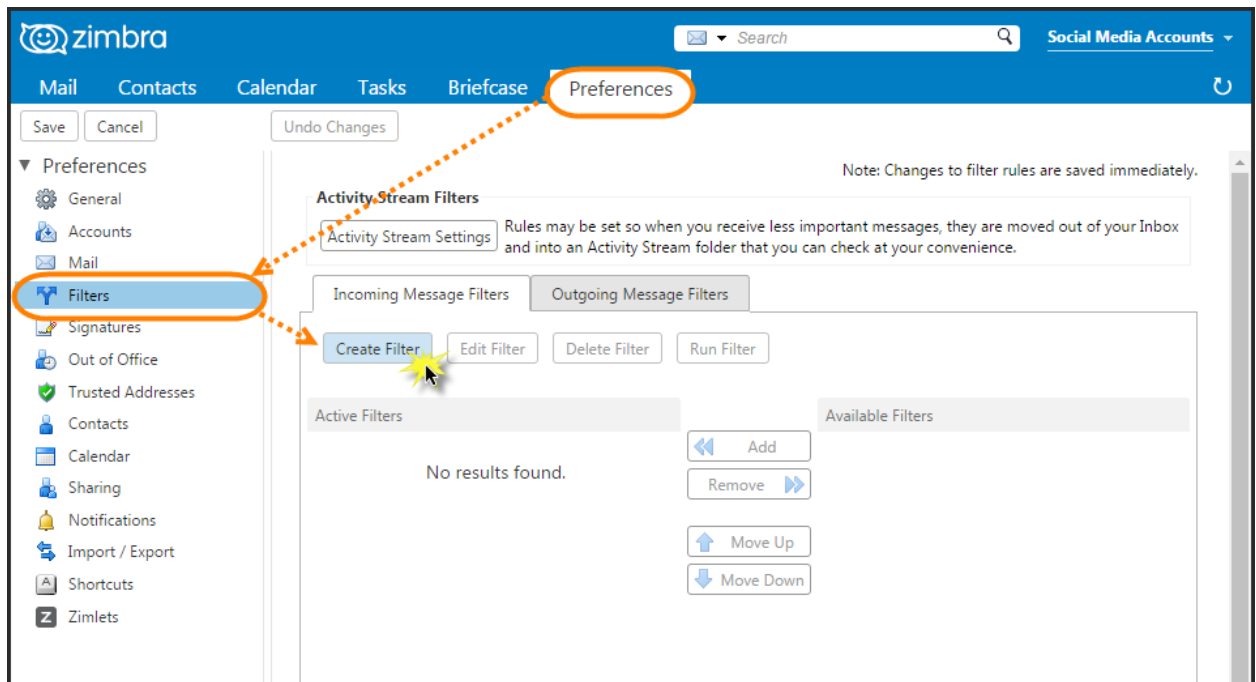 zimbra
Search
Social Media Accounts
Mail Contacts Calendar Tasks Briefcase Preferences
Save Cancel Undo Changes
Preferences
General
Accounts
Mail
Filters
Signatures
Out of Office
Trusted Addresses
Contacts
Calendar
Sharing
Notifications
Import / Export
A Shortcuts
Z Zimlets
Note: Changes to filter rules are saved immediately.
Activity Stream Filters
Activity Stream Settings
Rules may be set so when you receive less important messages, they are moved out of your Inbox
and into an Activity Stream folder that you can check at your convenience.
Incoming Message Filters Outgoing Message Filters
Create Filter Edit Filter Delete Filter Run Filter
Active Filters
No results found.
Add
Remove
Move Up
Move Down
Available Filters